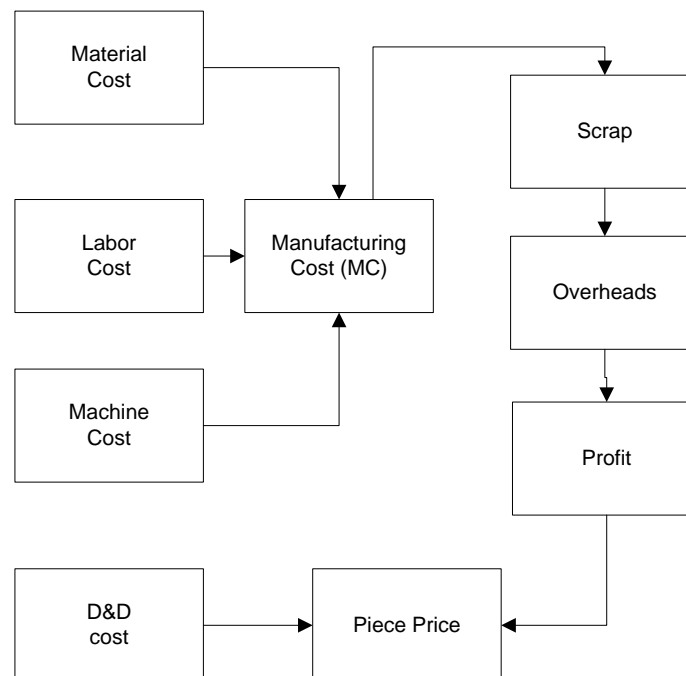 Material
Cost
Scrap
Labor
Cost
Manufacturing
Cost (MC)
Overheads
Machine
Cost
Profit
D&D
cost
Piece Price